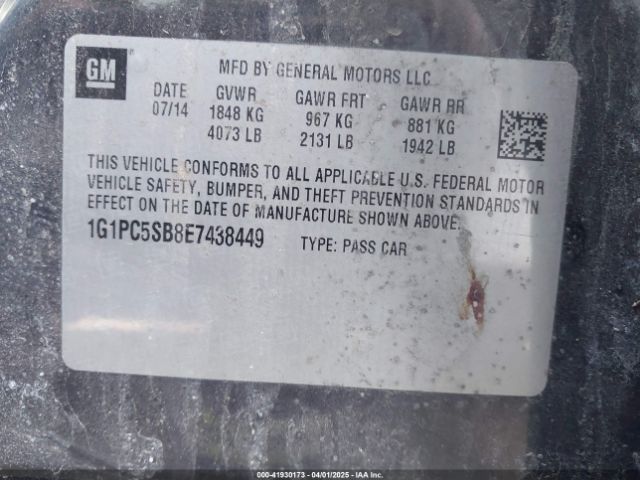 GM
MFD BY GENERAL MOTORS LLC
DATE GVWR GAWR FRT GAWR RR
07/14 1848 KG 967 KG 881 KG
4073 LB 2131 LB 1942 LB
THIS VEHICLE CONFORMS TO ALL APPLICABLE U.S. FEDERAL MOTOR
VEHICLE SAFETY, BUMPER, AND THEFT PREVENTION STANDARDS IN
EFFECT ON THE DATE OF MANUFACTURE SHOWN ABOVE.
1G1PC5SB8E7438449 TYPE: PASS CAR
000-41930173 - 04/01/2025 - IAA Inc.